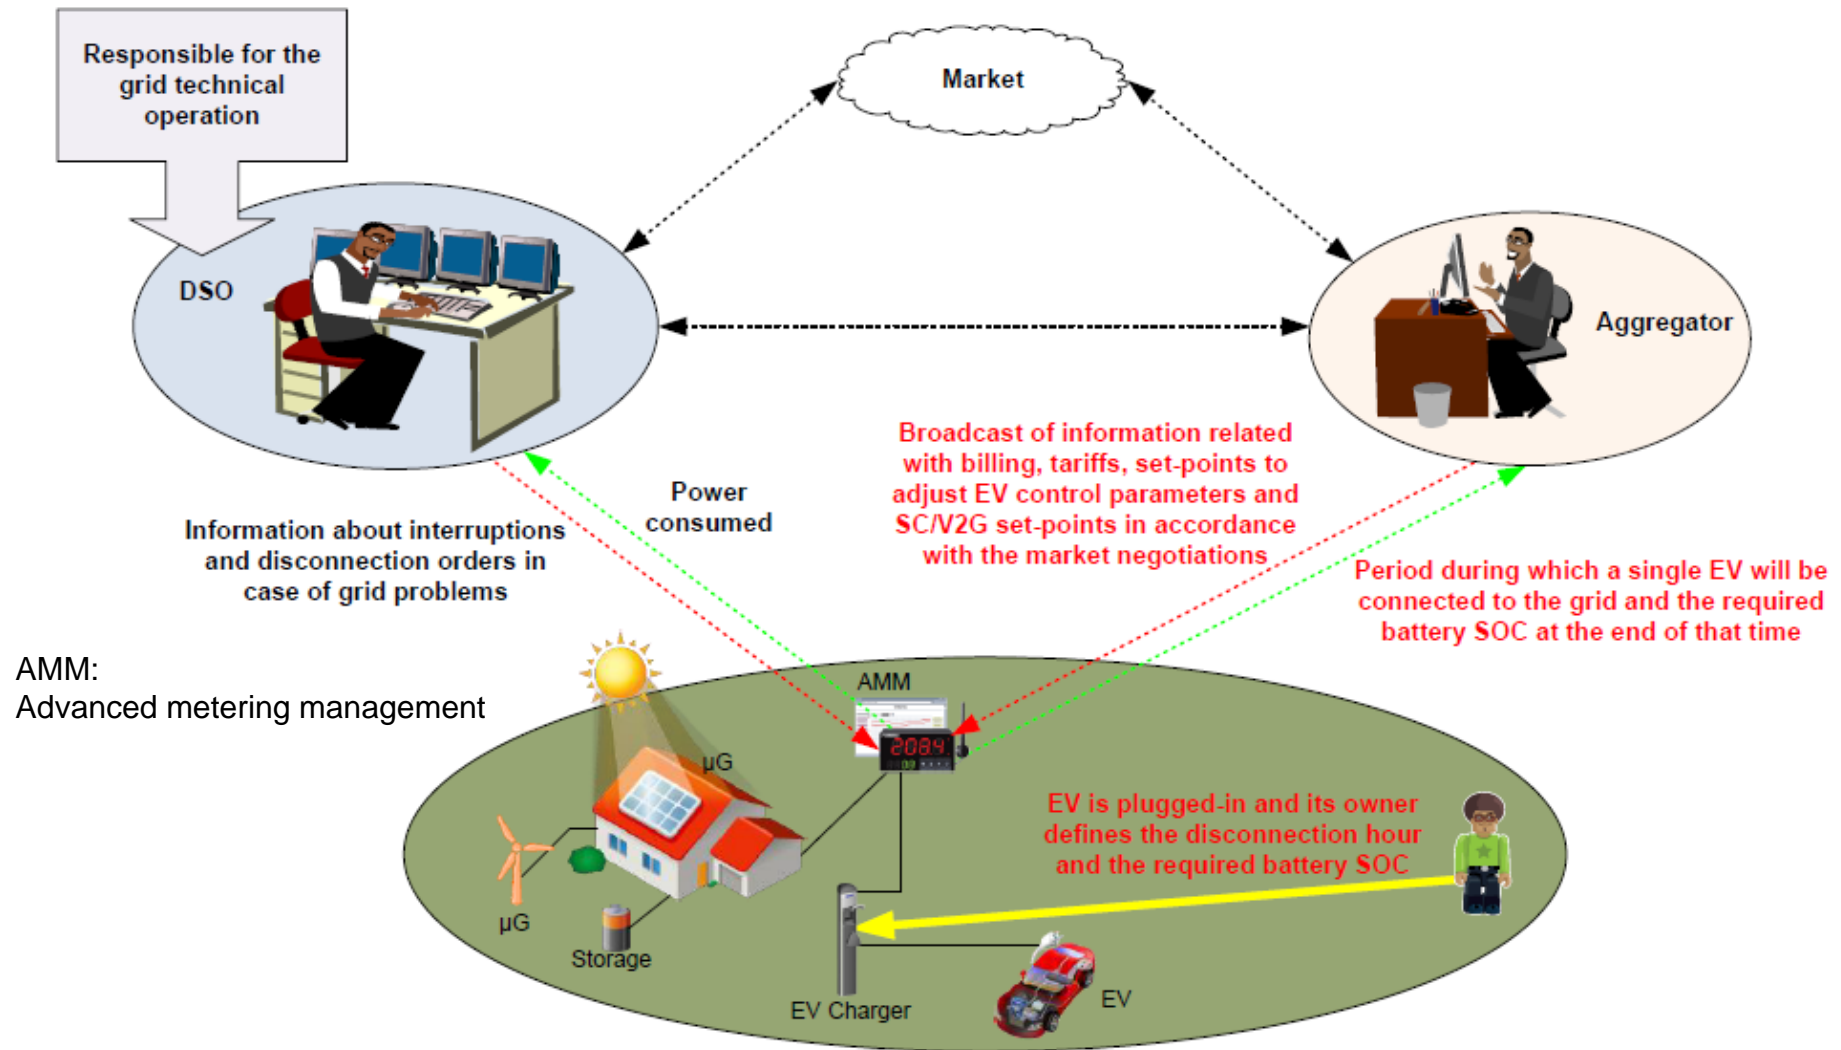 Responsible for the
grid technical
operation
Market
DSO
Aggregator
Broadcast of information related
with billing, tariffs, set-points to
adjust EV control parameters and
SC/V2G set-points in accordance
with the market negotiations
Power
consumed
Information about interruptions
and disconnection orders in
case of grid problems
Period during which a single EV will be
connected to the grid and the required
battery SOC at the end of that time
AMM:
Advanced metering management
AMM
208.4
µG
EV is plugged-in and its owner
defines the disconnection hour
and the required battery SOC
µG
Storage
EV Charger
EV